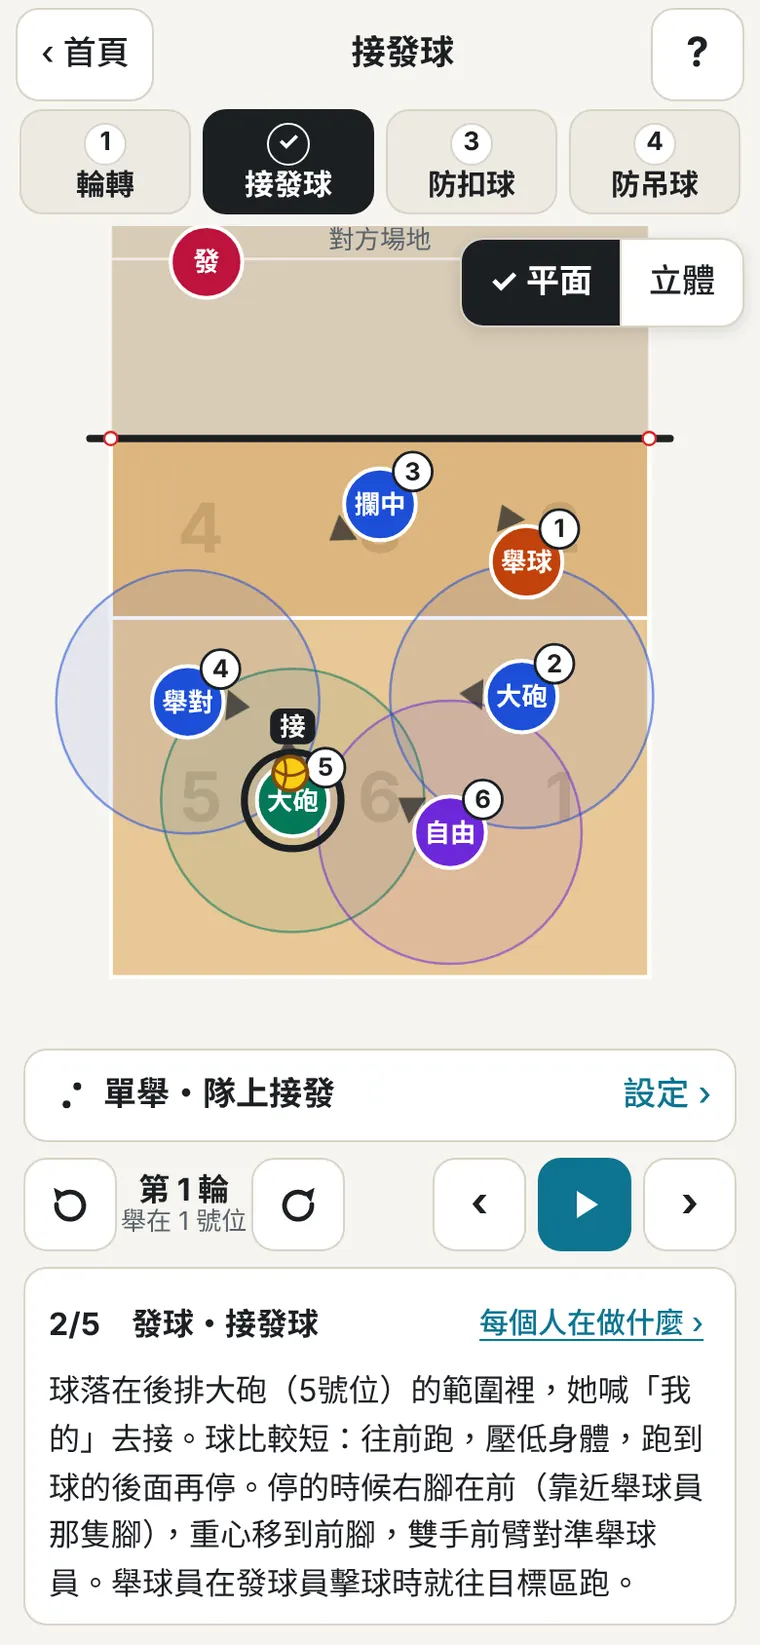 ‹ 首頁
接發球
?
1
輪轉
接發球
3
防扣球
4
防吊球
對方場地
發
平面
立體
3
攔中
4
1
舉球
4
舉對
2
大砲
接
5
大砲
5
6
1
6
自由
單舉・隊上接發
設定 ›
第 1 輪
舉在 1 號位
‹
›
2/5 發球・接發球
每個人在做什麼 ›
球落在後排大砲（5號位）的範圍裡，她喊「我
的」去接。球比較短：往前跑，壓低身體，跑到
球的後面再停。停的時候右腳在前（靠近舉球員
那隻腳），重心移到前腳，雙手前臂對準舉球
員。舉球員在發球員擊球時就往目標區跑。